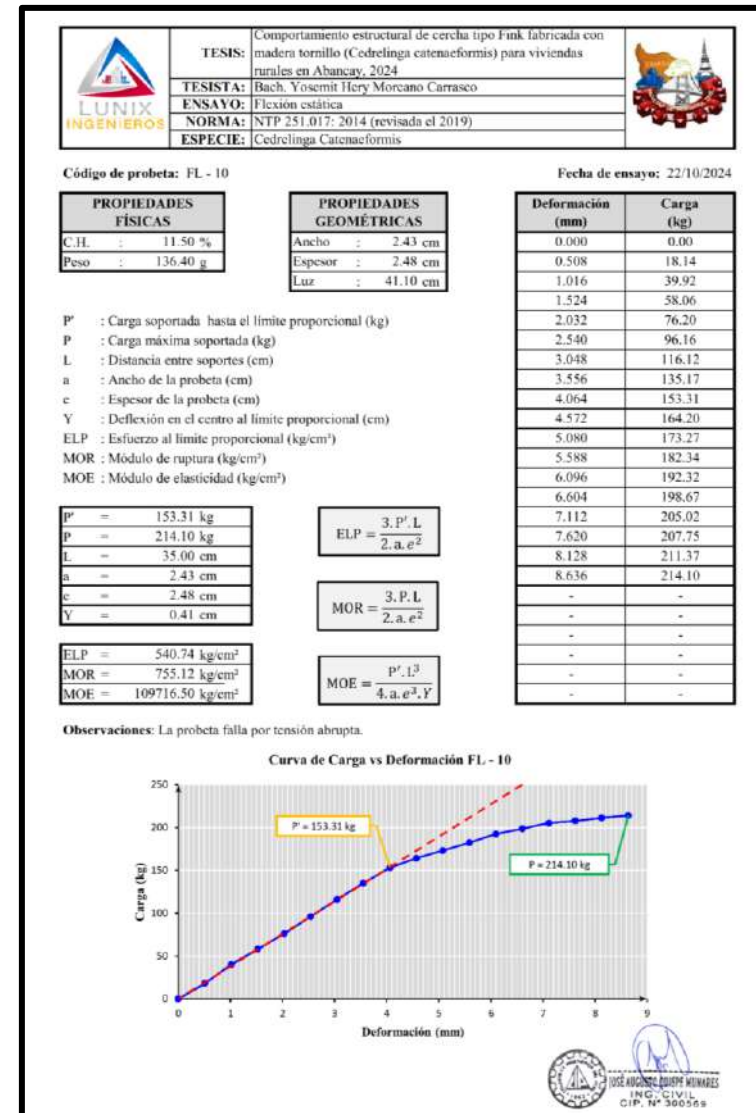 LUNIX
INGENIEROS
TESIS: Comportamiento estructural de cercha tipo Fink fabricada con
madera tornillo (Cedrelinga catenaeformis) para viviendas
rurales en Abancay, 2024
TESISTA: Bach. Yosemit Hery Morcano Carrasco
ENSAYO: Flexión estática
NORMA: NTP 251.017: 2014 (revisada el 2019)
ESPECIE: Cedrelinga Catenaeformis
Código de probeta: FL - 10
Fecha de ensayo: 22/10/2024
PROPIEDADES
FÍSICAS
C.H. : 11.50 %
Peso : 136.40 g
PROPIEDADES
GEOMÉTRICAS
Ancho : 2.43 cm
Espesor : 2.48 cm
Luz : 41.10 cm
P' : Carga soportada hasta el límite proporcional (kg)
P : Carga máxima soportada (kg)
L : Distancia entre soportes (cm)
a : Ancho de la probeta (cm)
e : Espesor de la probeta (cm)
Y : Deflexión en el centro al límite proporcional (cm)
ELP : Esfuerzo al límite proporcional (kg/cm²)
MOR : Módulo de ruptura (kg/cm²)
MOE : Módulo de elasticidad (kg/cm²)
P' = 153.31 kg
P = 214.10 kg
L = 35.00 cm
a = 2.43 cm
e = 2.48 cm
Y = 0.41 cm
ELP = 540.74 kg/cm²
MOR = 755.12 kg/cm²
MOE = 109716.50 kg/cm²
ELP = 3. P'. L / 2. a. e²
MOR = 3. P. L / 2. a. e²
MOE = P'. L³ / 4. a. e³. Y
Deformación (mm) Carga (kg)
0.000 0.00
0.508 18.14
1.016 39.92
1.524 58.06
2.032 76.20
2.540 96.16
3.048 116.12
3.556 135.17
4.064 153.31
4.572 164.20
5.080 173.27
5.588 182.34
6.096 192.32
6.604 198.67
7.112 205.02
7.620 207.75
8.128 211.37
8.636 214.10
- -
- -
- -
- -
- -
- -
Observaciones: La probeta falla por tensión abrupta.
Curva de Carga vs Deformación FL - 10
Carga (kg)
250
200
150
100
50
0
P' = 153.31 kg
P = 214.10 kg
0 1 2 3 4 5 6 7 8 9
Deformación (mm)
JOSÉ AUGUSTO QUISPE MUNARES
ING. CIVIL
CIP. N° 300569